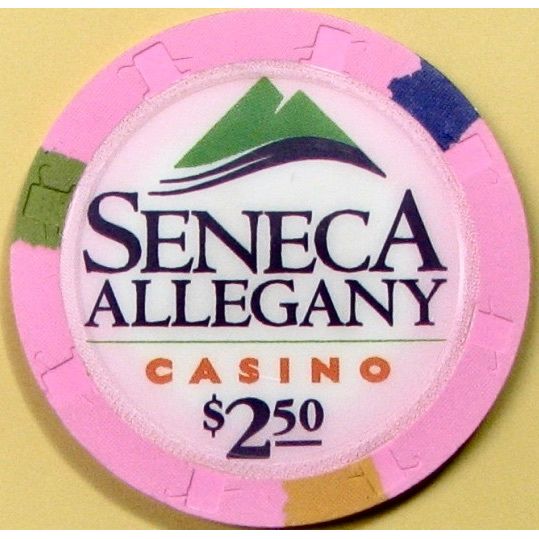 SENECA
ALLEGANY
CASINO
$2.50